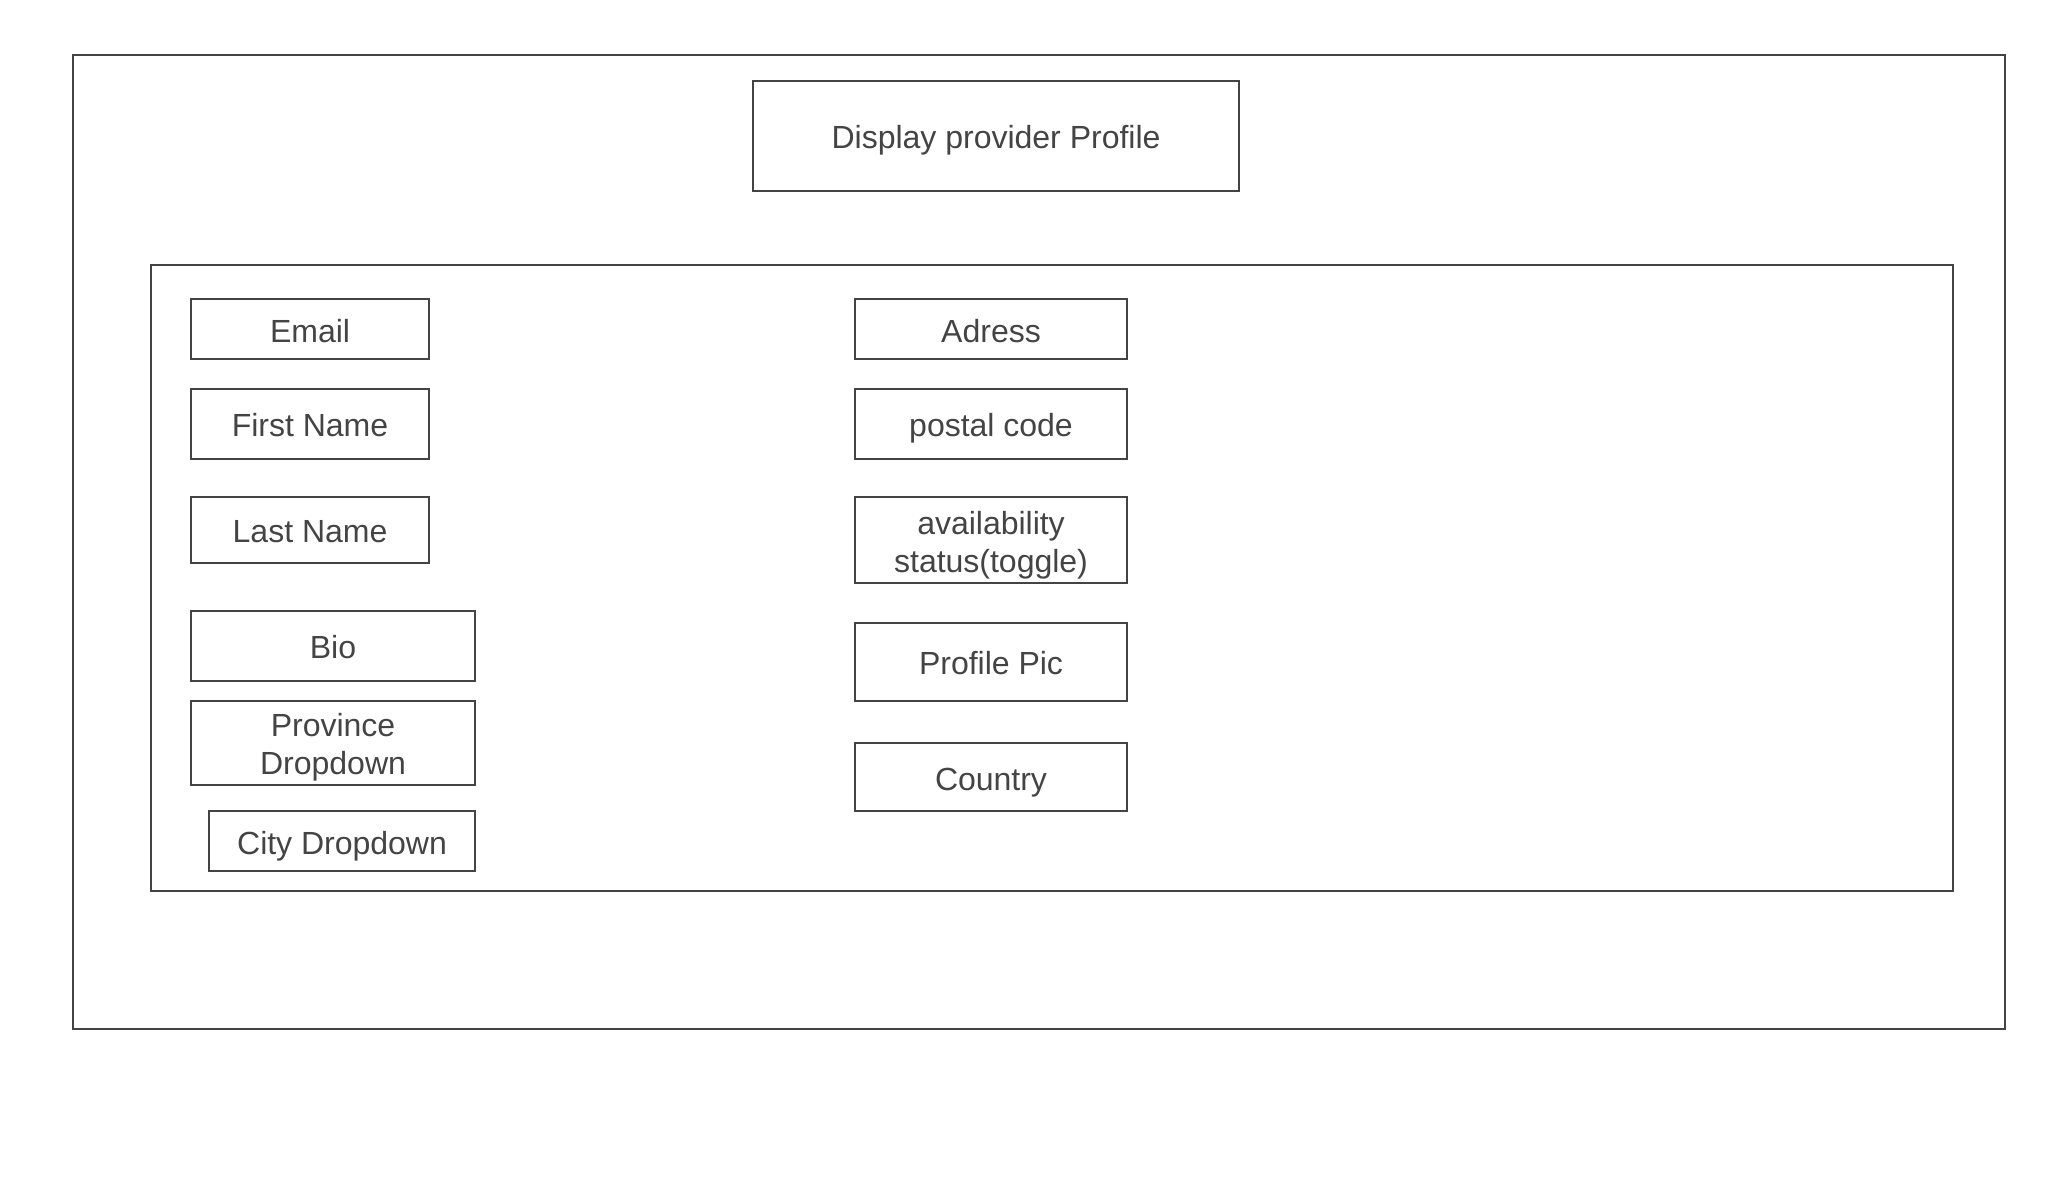 Display provider Profile
Email
First Name
Last Name
Bio
Province
Dropdown
City Dropdown
Adress
postal code
availability
status(toggle)
Profile Pic
Country